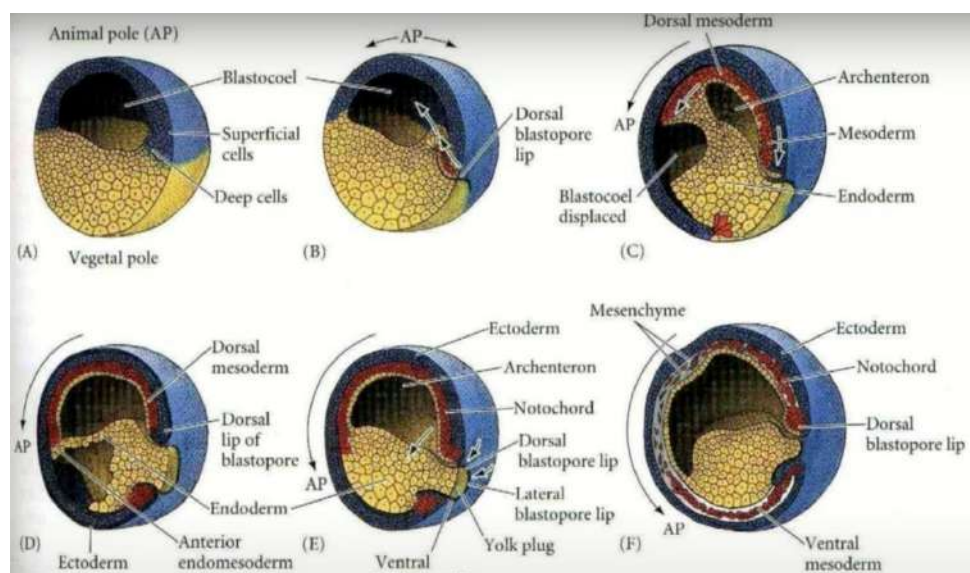 Animal pole (AP)
Blastocoel
Superficial
cells
Deep cells
Vegetal pole
(A)
AP
Dorsal
blastopore
lip
(B)
Dorsal mesoderm
Archenteron
AP
Mesoderm
Blastocoel
displaced
Endoderm
(C)
Dorsal
mesoderm
AP
Dorsal
lip of
blastopore
Endoderm
(D)
Ectoderm
Anterior
endomesoderm
Ectoderm
Archenteron
Notochord
Dorsal
blastopore lip
AP
Lateral
blastopore lip
Yolk plug
(E)
Ventral
Mesenchyme
Ectoderm
Notochord
Dorsal
blastopore lip
AP
(F)
Ventral
mesoderm